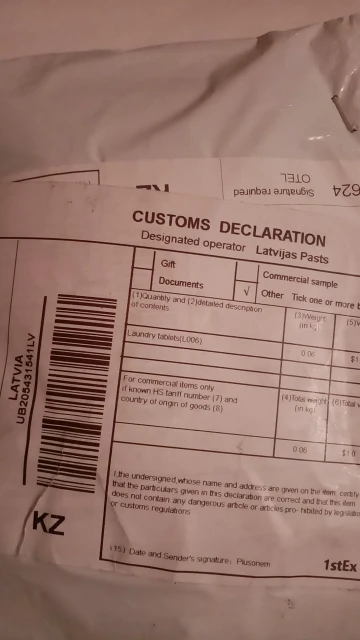 624
Signature required
OTEL
CUSTOMS DECLARATION
Designated operator Latvijas Pasts
Gift
Commercial sample
Documents
√ Other Tick one or more
(1)Quantity and (2)detailed description
of contents
(3)Weight
(in kg)
Laundry tablets(L006)
0.06
$1
For commercial items only
if known HS tariff number (7) and
country of origin of goods (8)
(4)Total weight
(in kg)
(6)Total
0.06
I,the undersigned,whose name and address are given on the item, certify
that the particulars given in this declaration are correct and that this item
does not contain any dangerous article or articles pro- hibited by
or customs regulations
(15.) Date and Sender's signature, Plusonem
1stEx
LATVIA
UB205431541LV
KZ